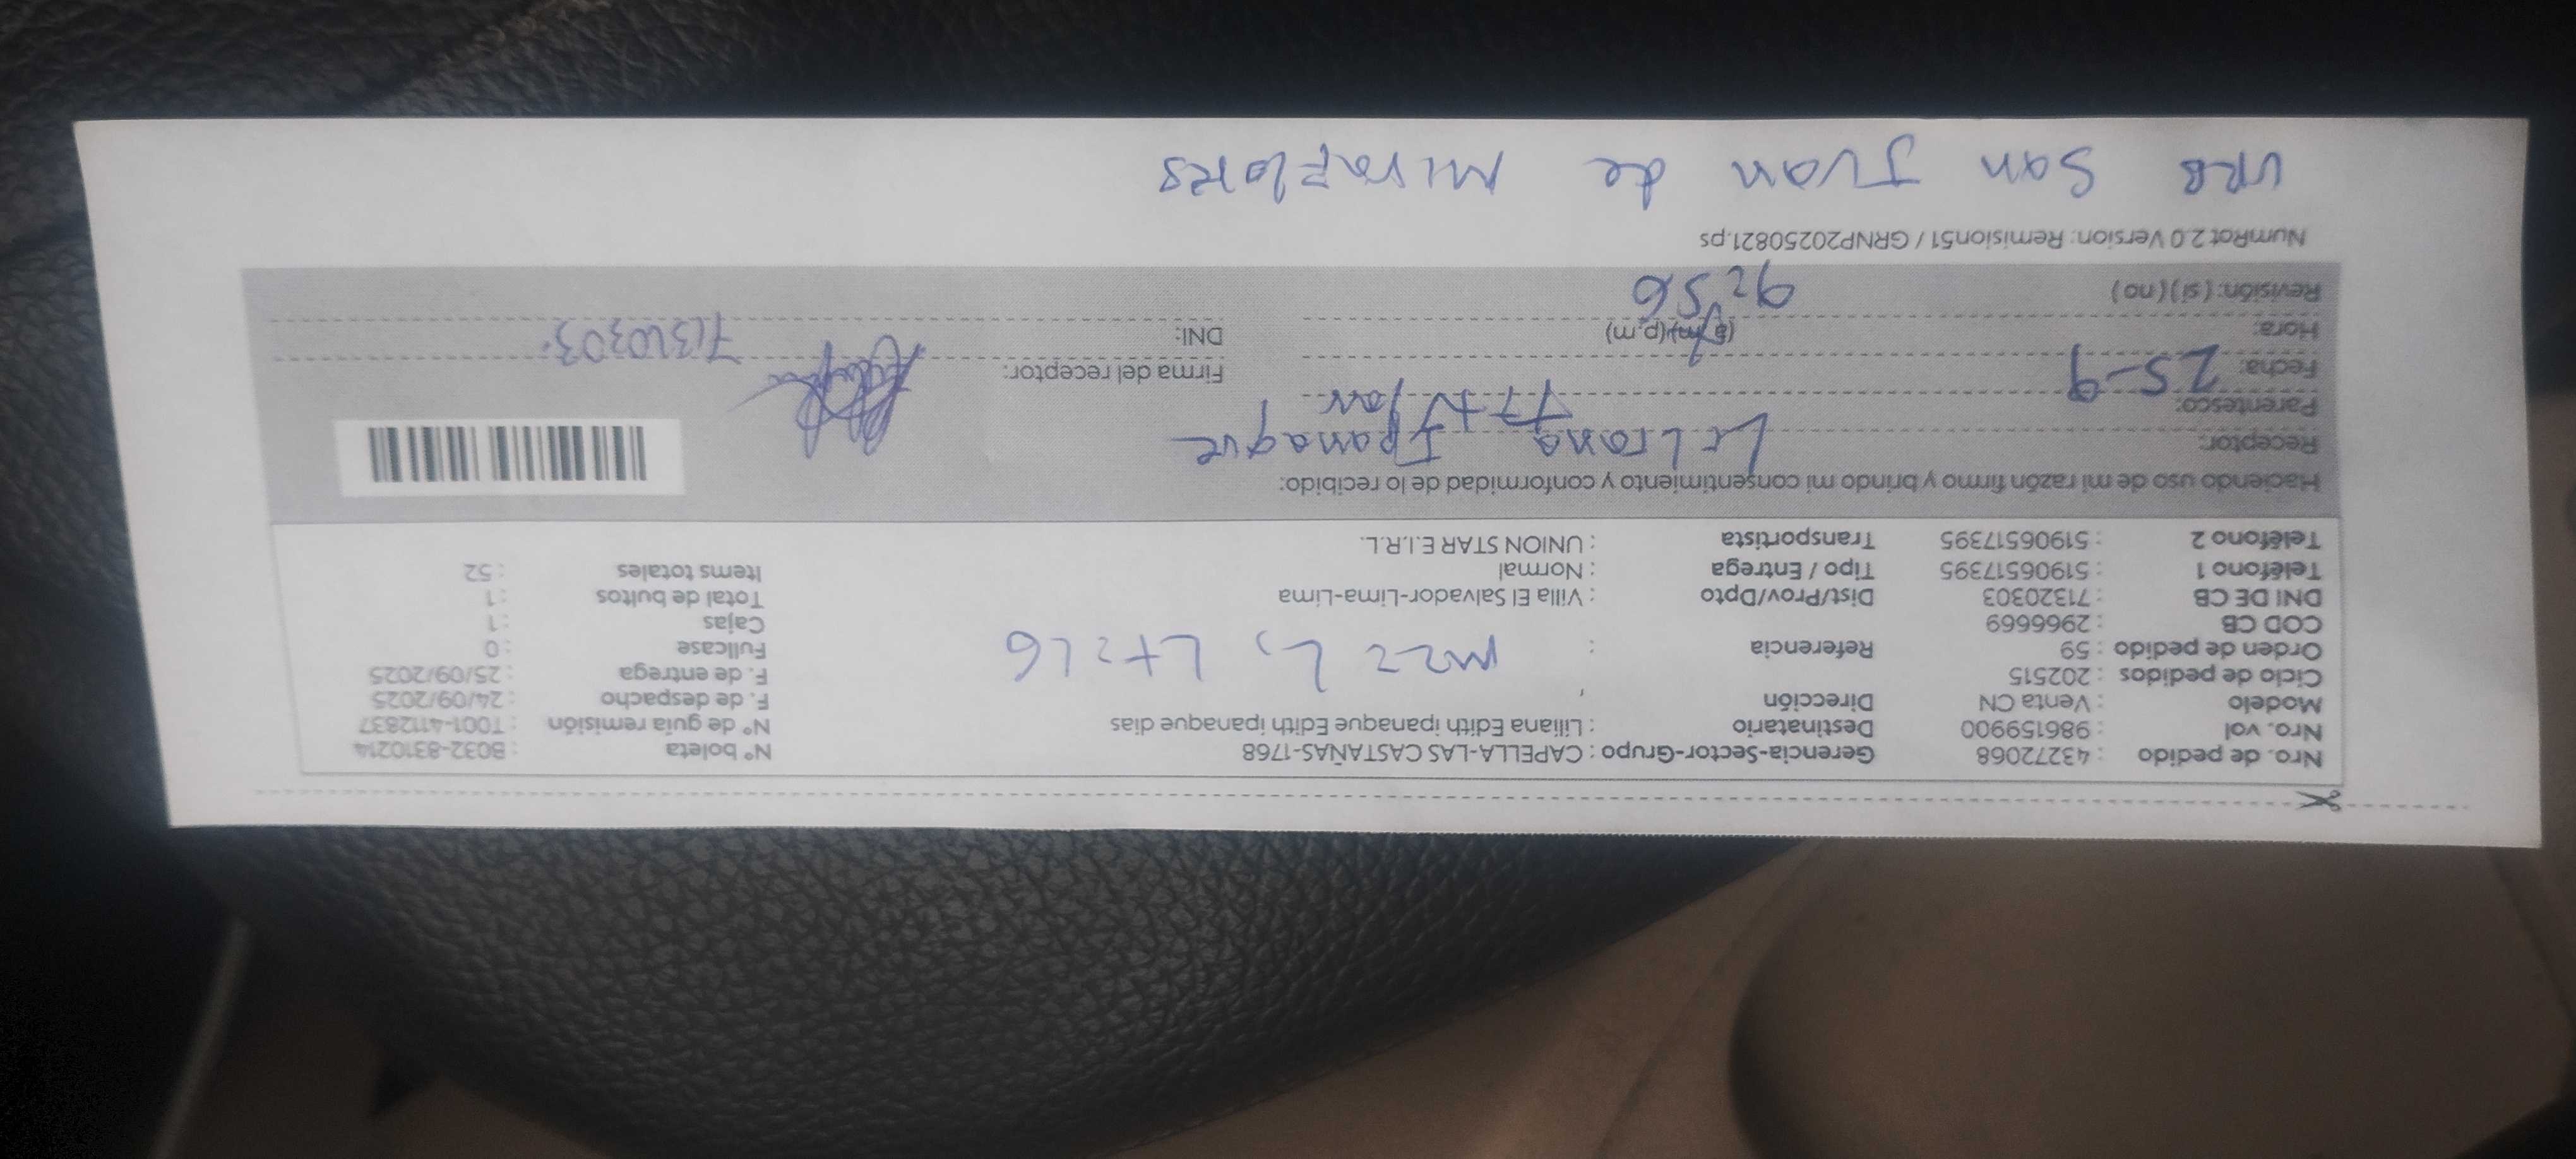 Nro. de pedido : 43272068 Gerencia-Sector-Grupo : CAPELLA-LAS CASTAÑAS-1768 N° boleta : B032-8310214
Nro. vol : 986159900 Destinatario : Liliana Edith ipanaque Edith ipanaque dias N° de guia remisión : T001-4112837
Modelo : Venta CN Dirección , F. de despacho : 24/09/2025
Ciclo de pedidos : 202515 F. de entrega : 25/09/2025
Orden de pedido : 59 Referencia : Mz= L, Lt=26 Fullcase : 0
COD CB : 2966669 Cajas : 1
DNI DE CB : 71320303 Dist/Prov/Dpto : Villa El Salvador-Lima-Lima Total de bultos : 1
Teléfono 1 : 51906517395 Tipo / Entrega : Normal Items totales : 52
Teléfono 2 : 51906517395 Transportista : UNION STAR E.I.R.L.
Haciendo uso de mi razón firmo y brindo mi consentimiento y conformidad de lo recibido:
Receptor: Liliana Ipanaque
Parentesco:
Fecha: 25-9 Firma del receptor:
Hora: (a.m)(p.m) DNI: 71320303
Revisión: ( si ) ( no ) 9:56
NumRot 2.0 Version: Remision51 / GRNP20250821.ps
URB San Juan de Miraflores